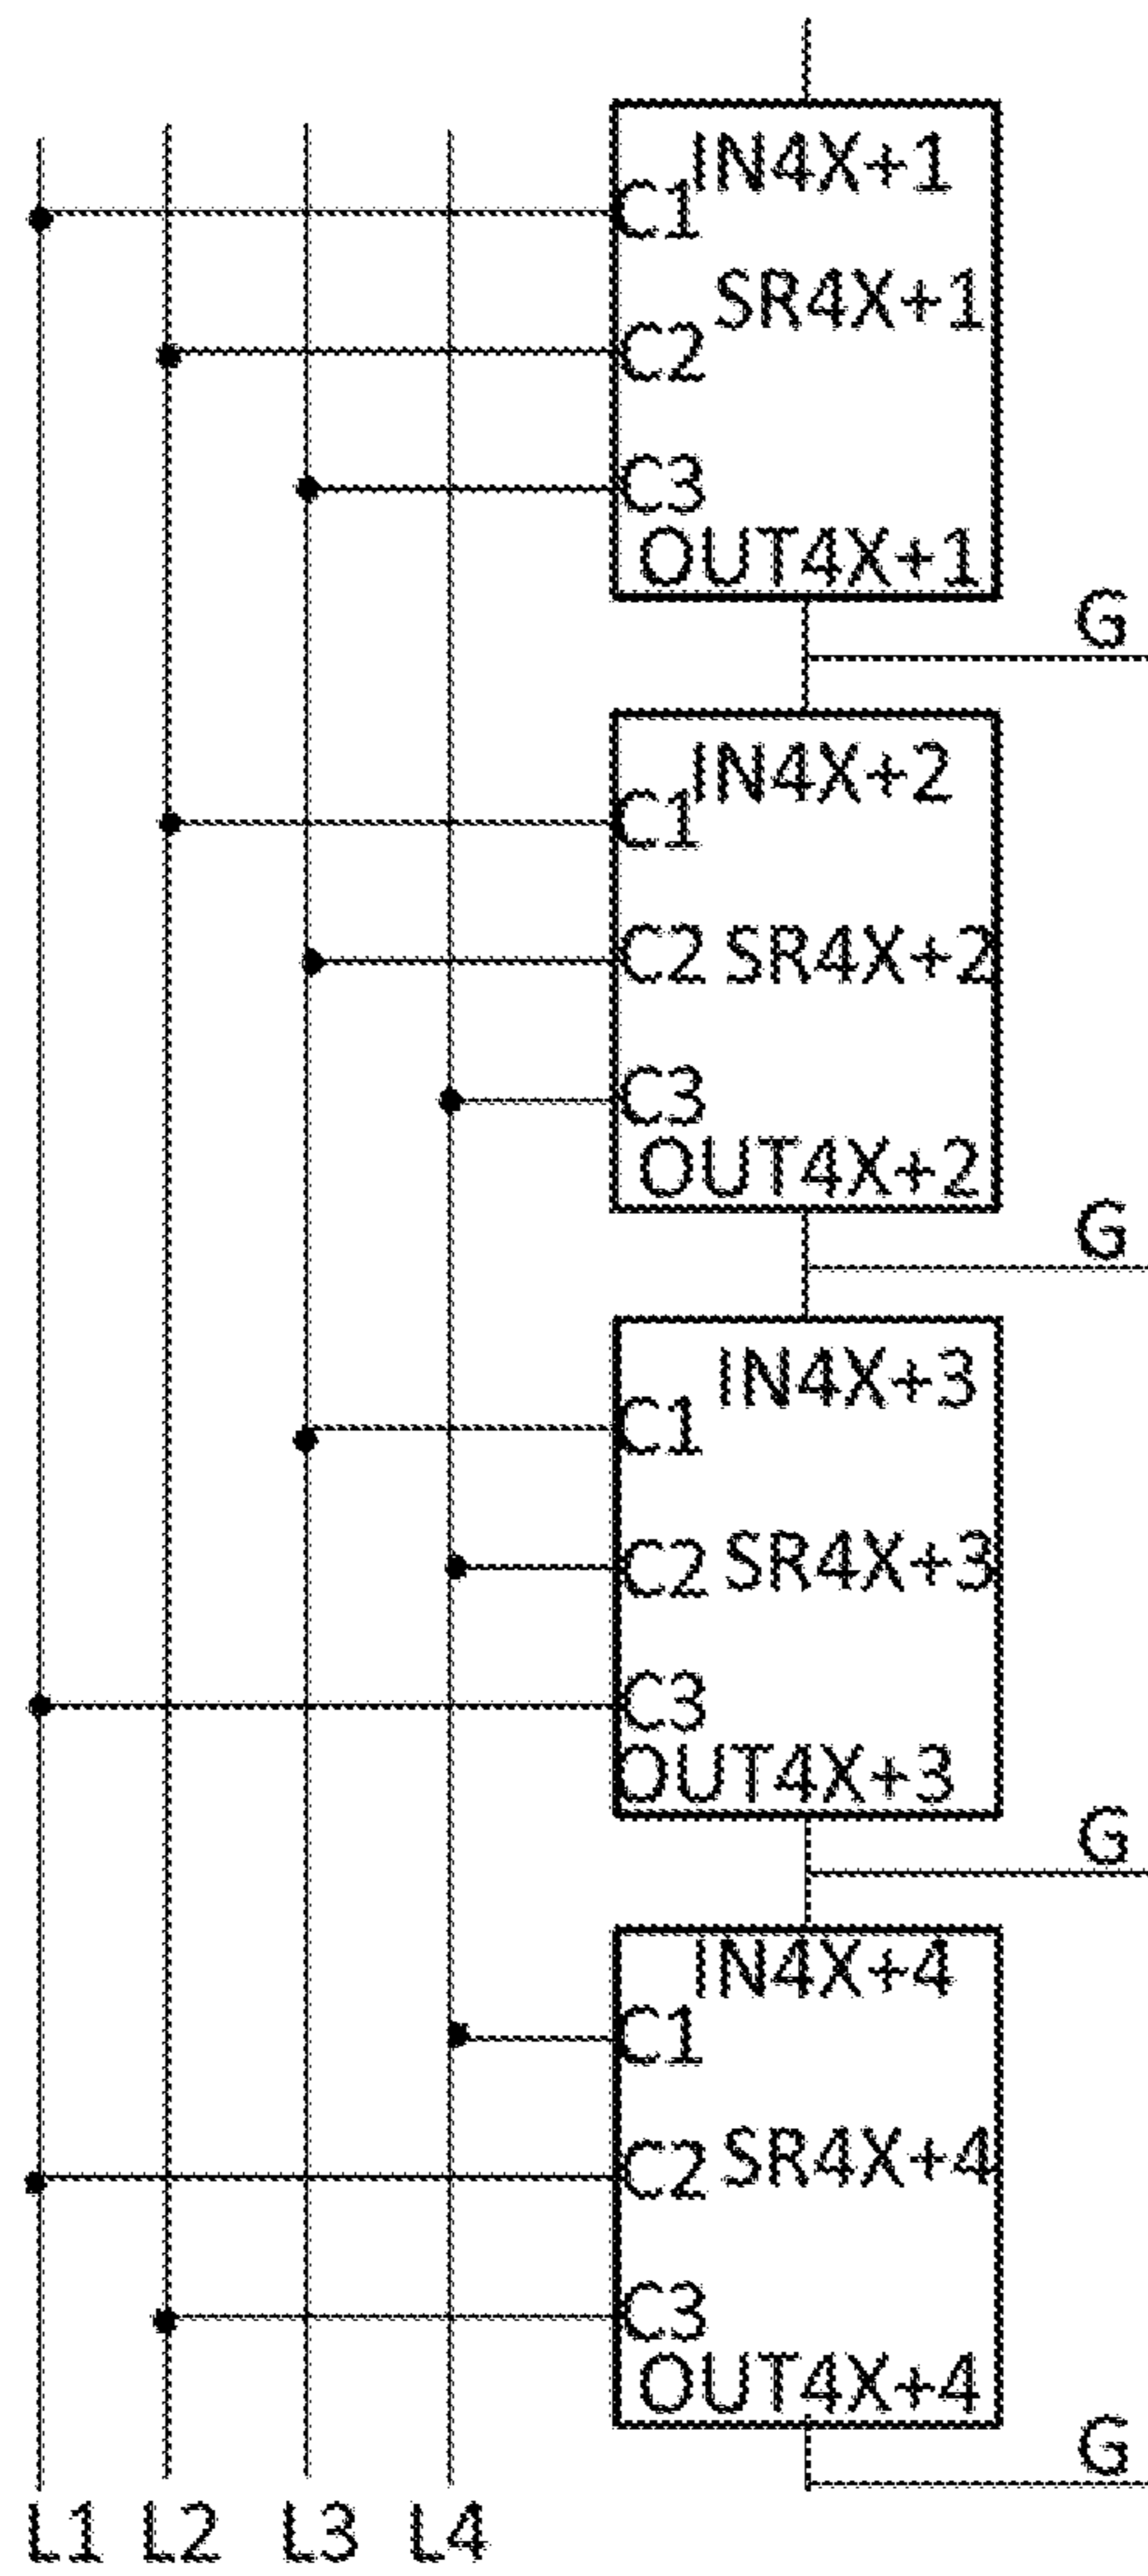 IN4X+1
C1
SR4X+1
C2
C3
OUT4X+1
G
IN4X+2
C1
C2 SR4X+2
C3
OUT4X+2
G
IN4X+3
C1
C2 SR4X+3
C3
OUT4X+3
G
IN4X+4
C1
C2 SR4X+4
C3
OUT4X+4
G
L1 L2 L3 L4